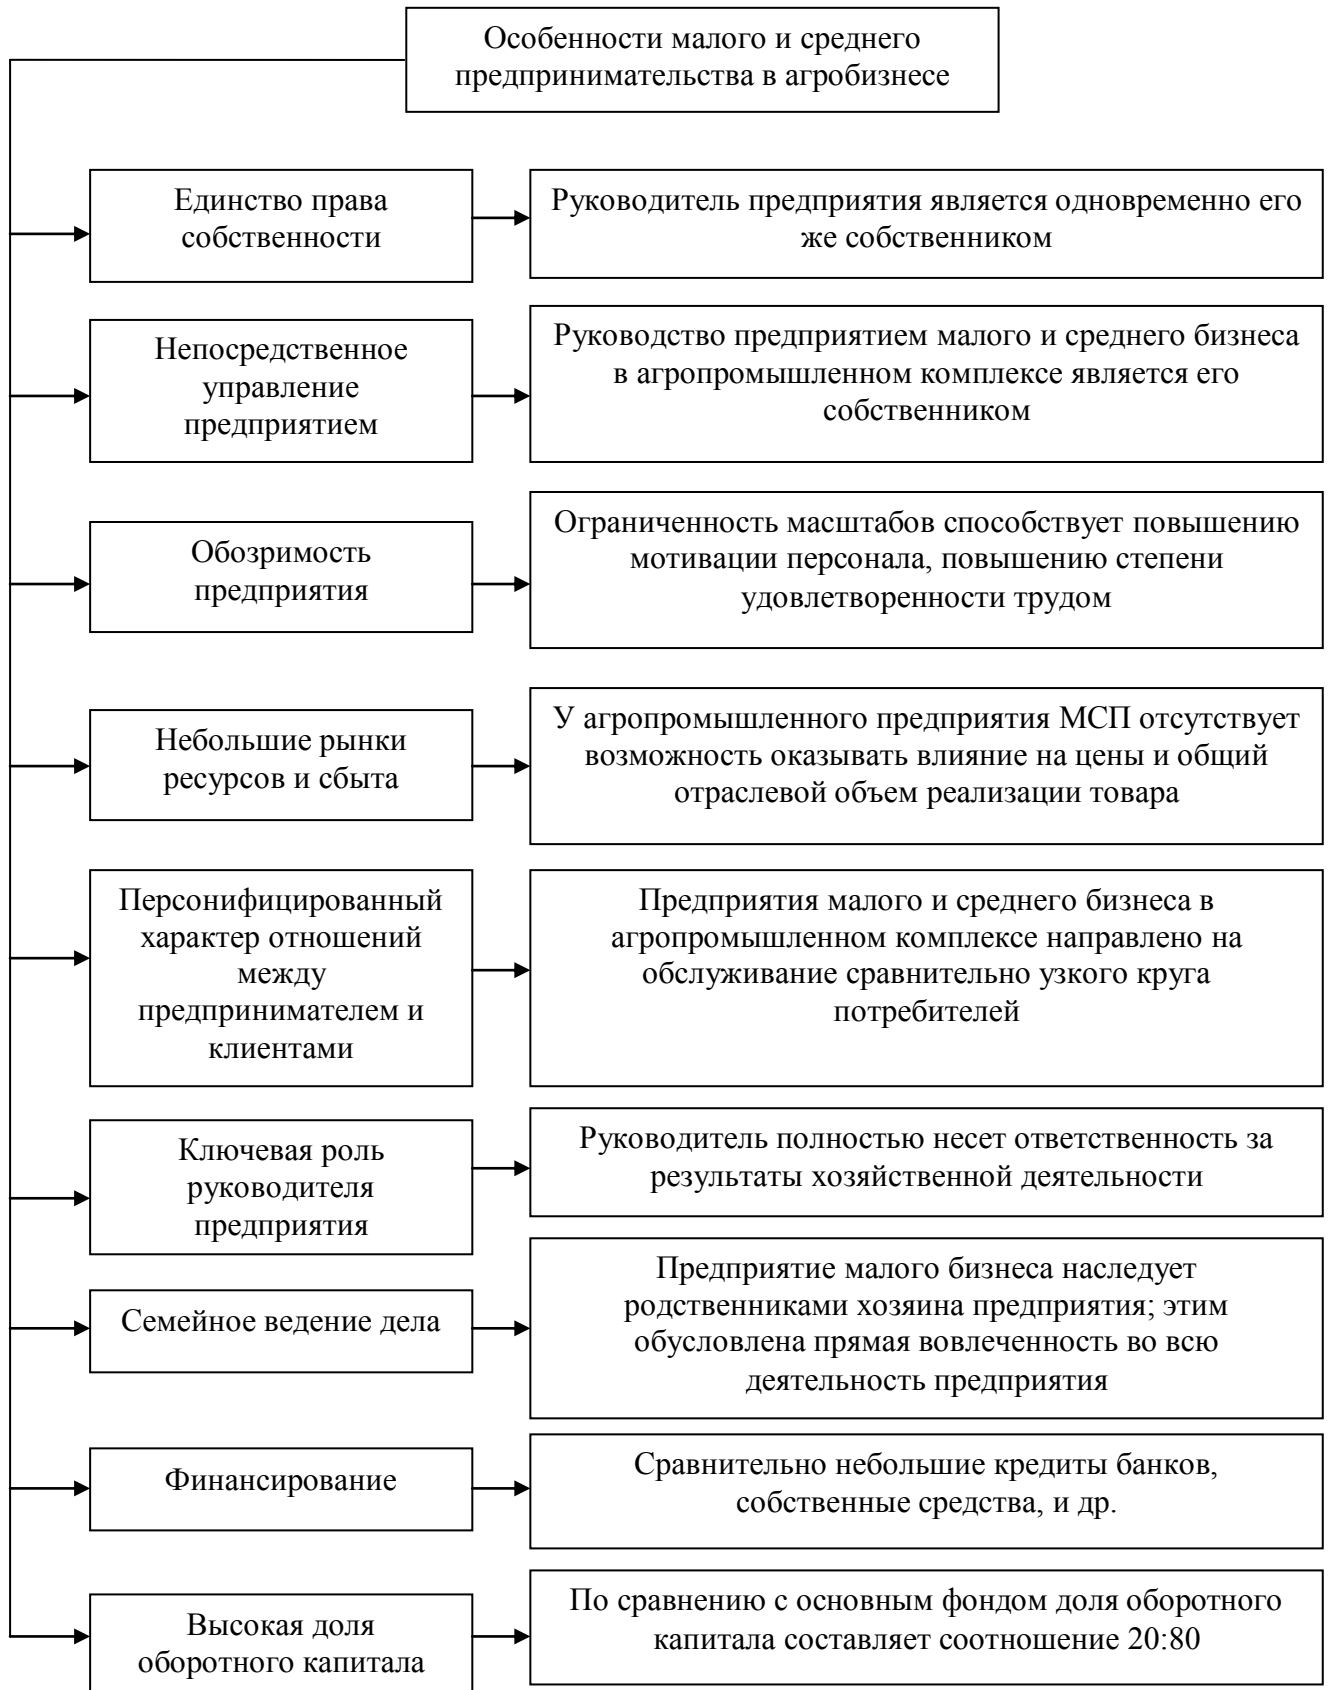 Особенности малого и среднего
предпринимательства в агробизнесе
Единство права
собственности
Руководитель предприятия является одновременно его
же собственником
Непосредственное
управление
предприятием
Руководство предприятием малого и среднего бизнеса
в агропромышленном комплексе является его
собственником
Обозримость
предприятия
Ограниченность масштабов способствует повышению
мотивации персонала, повышению степени
удовлетворенности трудом
Небольшие рынки
ресурсов и сбыта
У агропромышленного предприятия МСП отсутствует
возможность оказывать влияние на цены и общий
отраслевой объем реализации товара
Персонифицированный
характер отношений
между
предпринимателем и
клиентами
Предприятия малого и среднего бизнеса в
агропромышленном комплексе направлено на
обслуживание сравнительно узкого круга
потребителей
Ключевая роль
руководителя
предприятия
Руководитель полностью несет ответственность за
результаты хозяйственной деятельности
Семейное ведение дела
Предприятие малого бизнеса наследует
родственниками хозяина предприятия; этим
обусловлена прямая вовлеченность во всю
деятельность предприятия
Финансирование
Сравнительно небольшие кредиты банков,
собственные средства, и др.
Высокая доля
оборотного капитала
По сравнению с основным фондом доля оборотного
капитала составляет соотношение 20:80